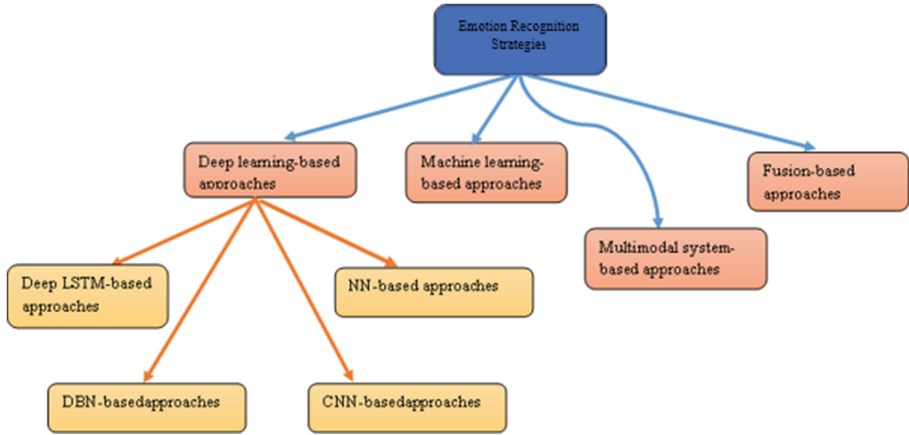 Emotion Recognition
Strategies
Deep learning-based
approaches
Machine learning-
based approaches
Fusion-based
approaches
Multimodal system-
based approaches
Deep LSTM-based
approaches
NN-based approaches
DBN-basedapproaches
CNN-basedapproaches